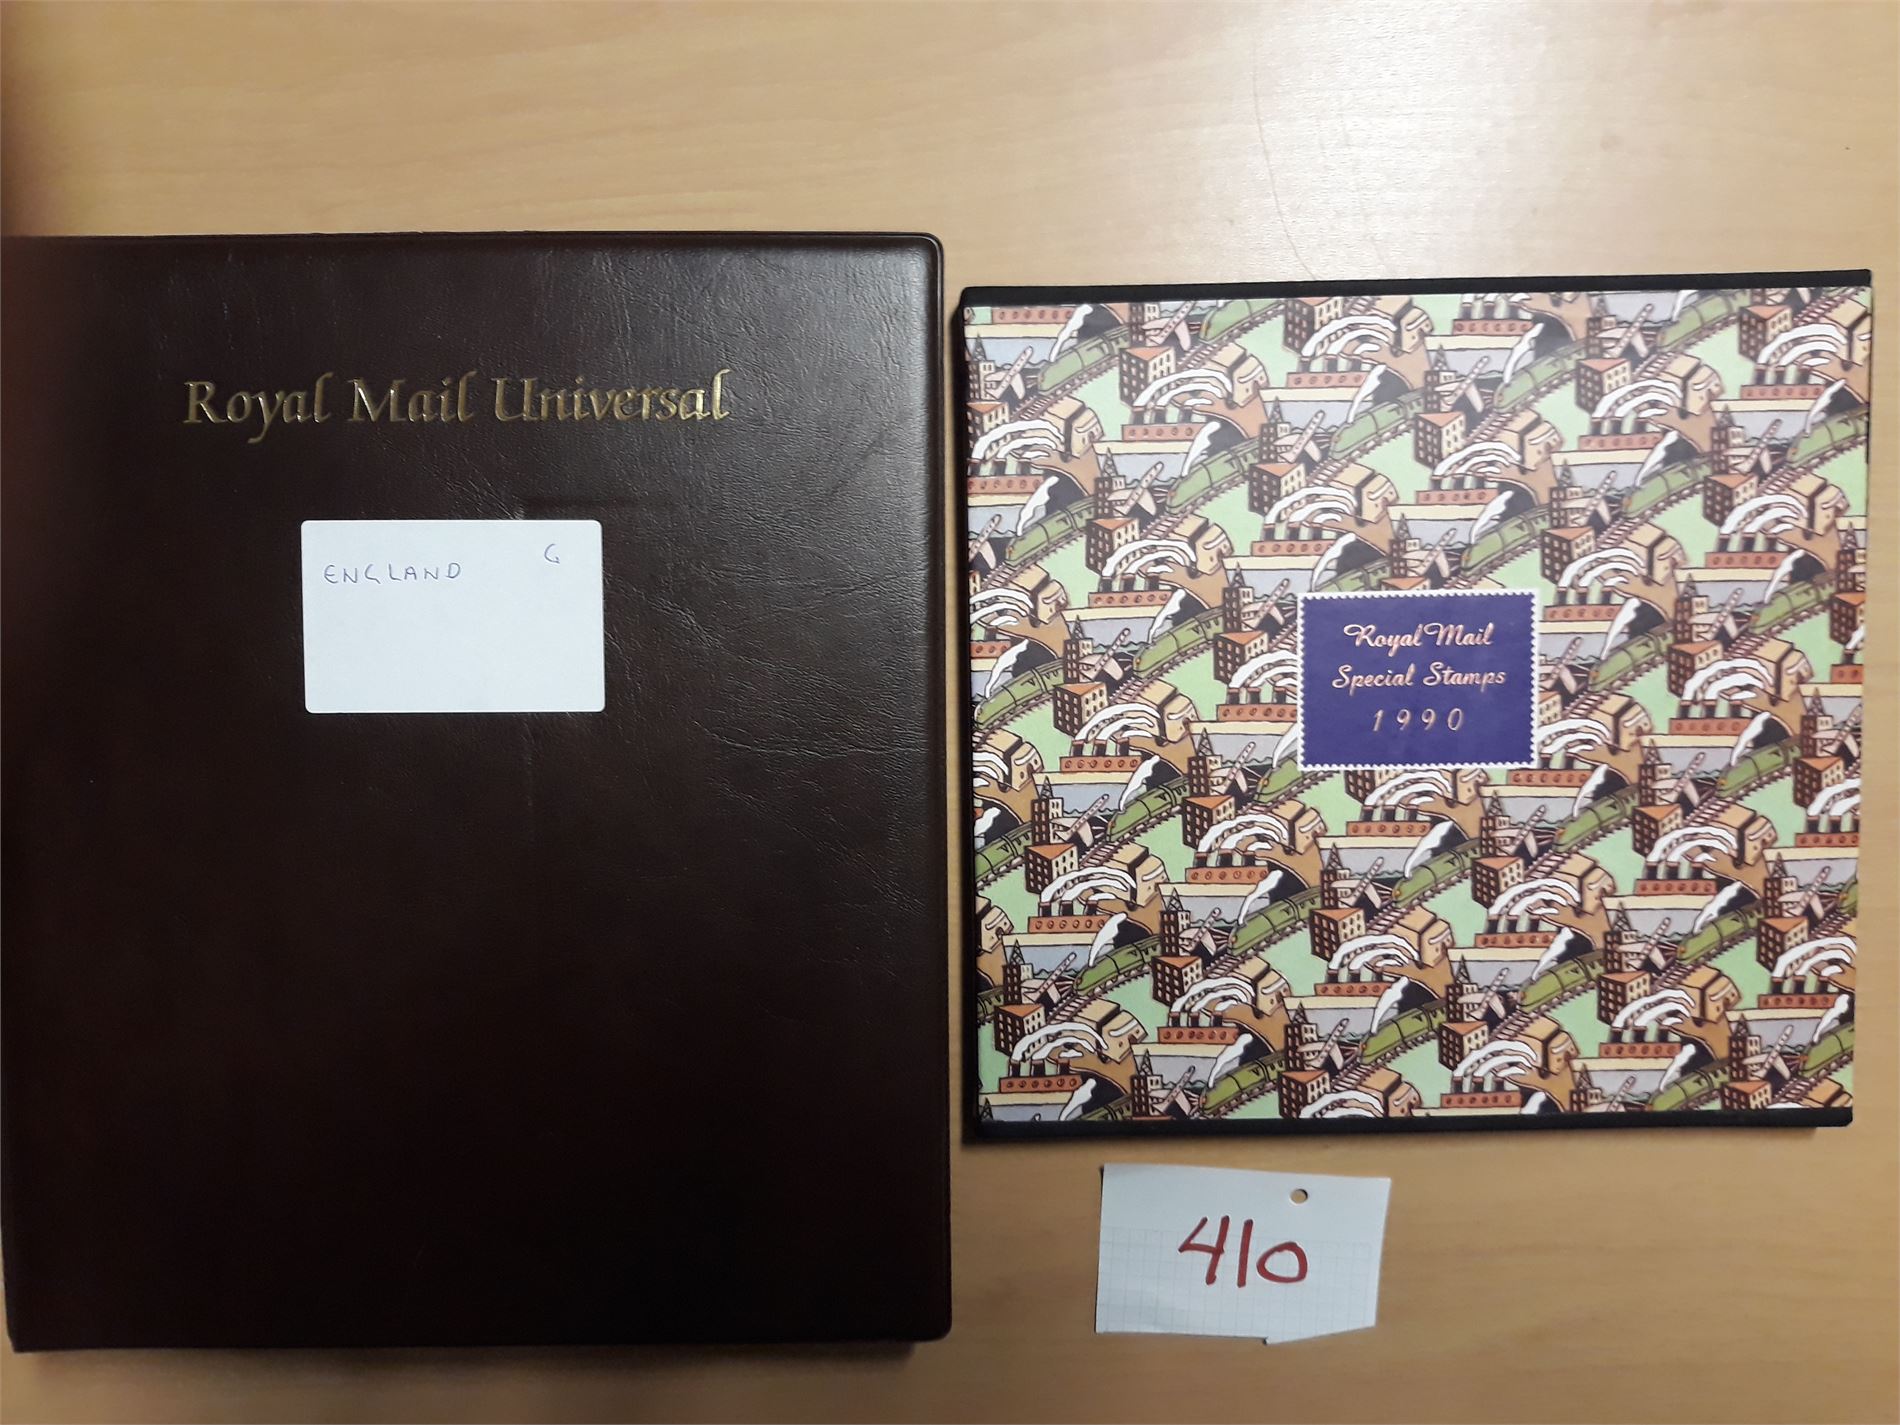 Royal Mail Universal
ENGLAND G
Royal Mail
Special Stamps
1990
410